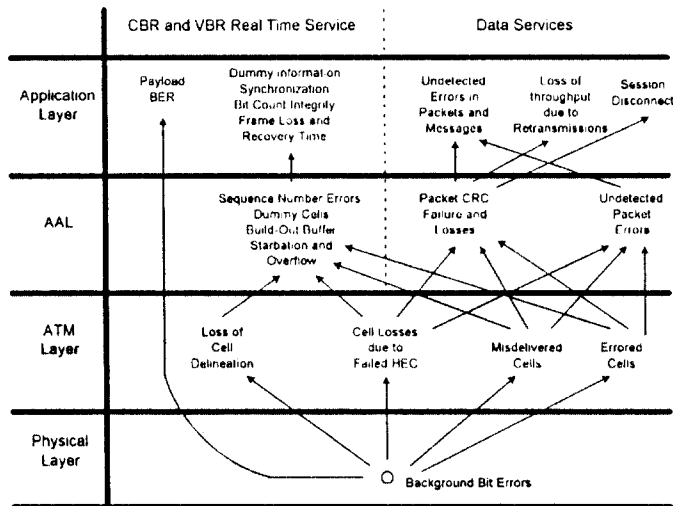 CBR and VBR Real Time Service
Data Services
Application
Layer
Payload
BER
Dummy information
Synchronization
Bit Count Integrity
Frame Loss and
Recovery Time
Undetected
Errors in
Packets and
Messages
Loss of
throughput
due to
Retransmissions
Session
Disconnect
AAL
Sequence Number Errors
Dummy Cells
Build-Out Buffer
Starbation and
Overflow
Packet CRC
Failure and
Losses
Undetected
Packet
Errors
ATM
Layer
Loss of
Cell
Delineation
Cell Losses
due to
Failed HEC
Misdelivered
Cells
Errored
Cells
Physical
Layer
Background Bit Errors